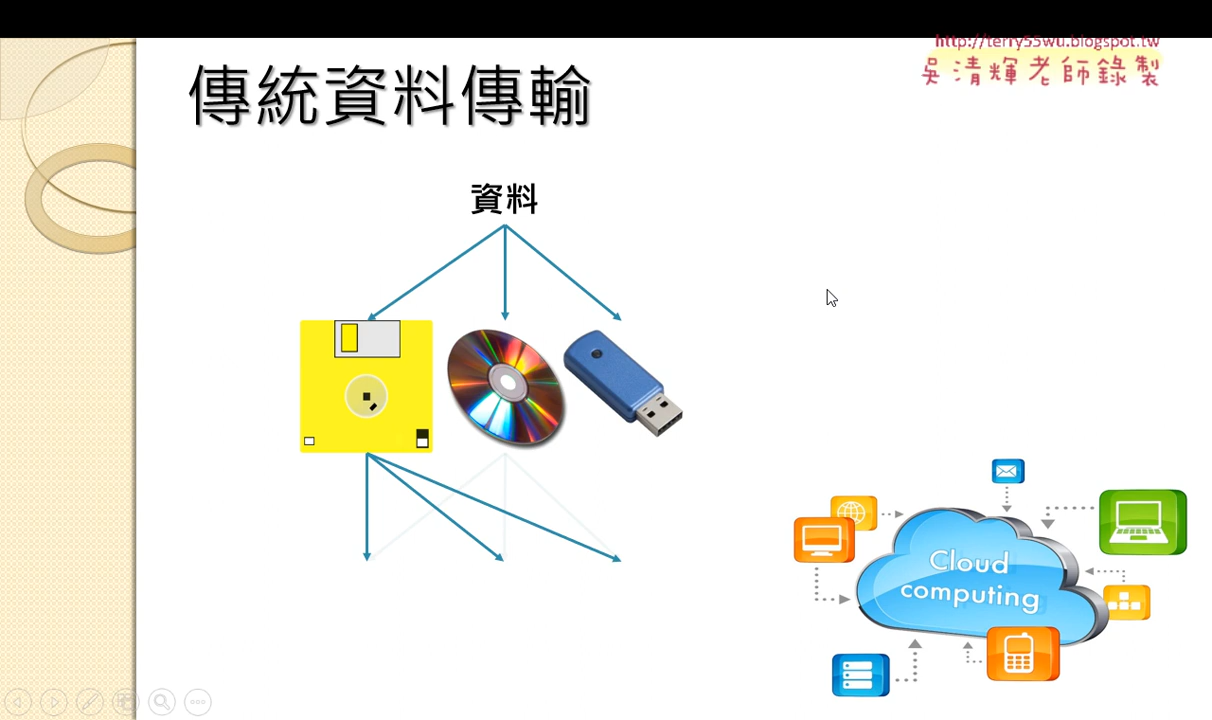 http://terry55wu.blogspot.tw
吳清輝老師錄製
傳統資料傳輸
資料
Cloud
computing